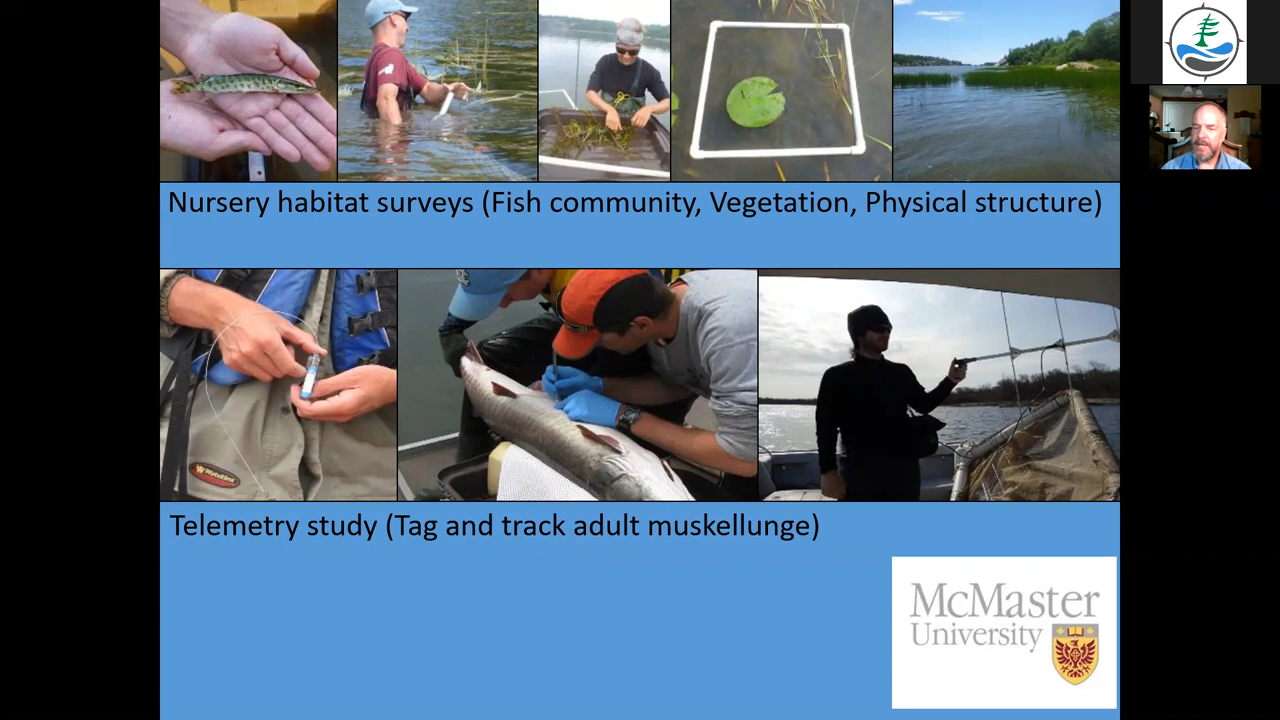 Nursery habitat surveys (Fish community, Vegetation, Physical structure)
Telemetry study (Tag and track adult muskellunge)
McMaster
University